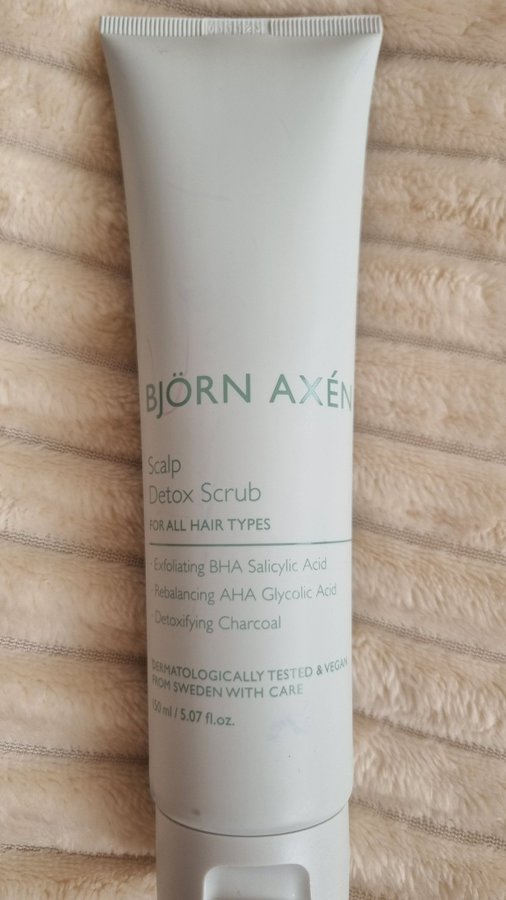 BJÖRN AXÉN
Scalp
Detox Scrub
FOR ALL HAIR TYPES
- Exfoliating BHA Salicylic Acid
Rebalancing AHA Glycolic Acid
Detoxifying Charcoal
DERMATOLOGICALLY TESTED & VEGAN
FROM SWEDEN WITH CARE
150 ml / 5.07 fl.oz.